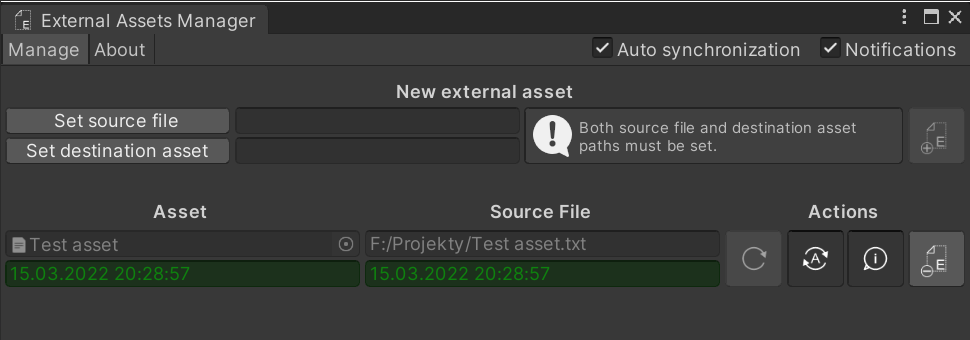 External Assets Manager
Manage About Auto synchronization Notifications
New external asset
Set source file
Set destination asset
Both source file and destination asset
paths must be set.
E
Asset Source File Actions
Test asset F:/Projekty/Test asset.txt
15.03.2022 20:28:57 15.03.2022 20:28:57
A i E